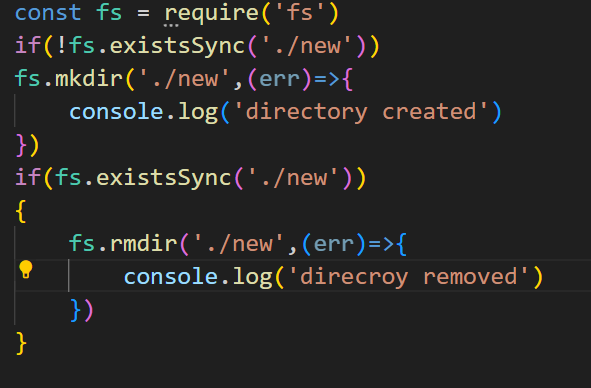 const fs = require('fs')
if(!fs.existsSync('./new'))
fs.mkdir('./new',(err)=>{
    console.log('directory created')
})
if(fs.existsSync('./new'))
{
    fs.rmdir('./new',(err)=>{
        console.log('direcroy removed')
    })
}